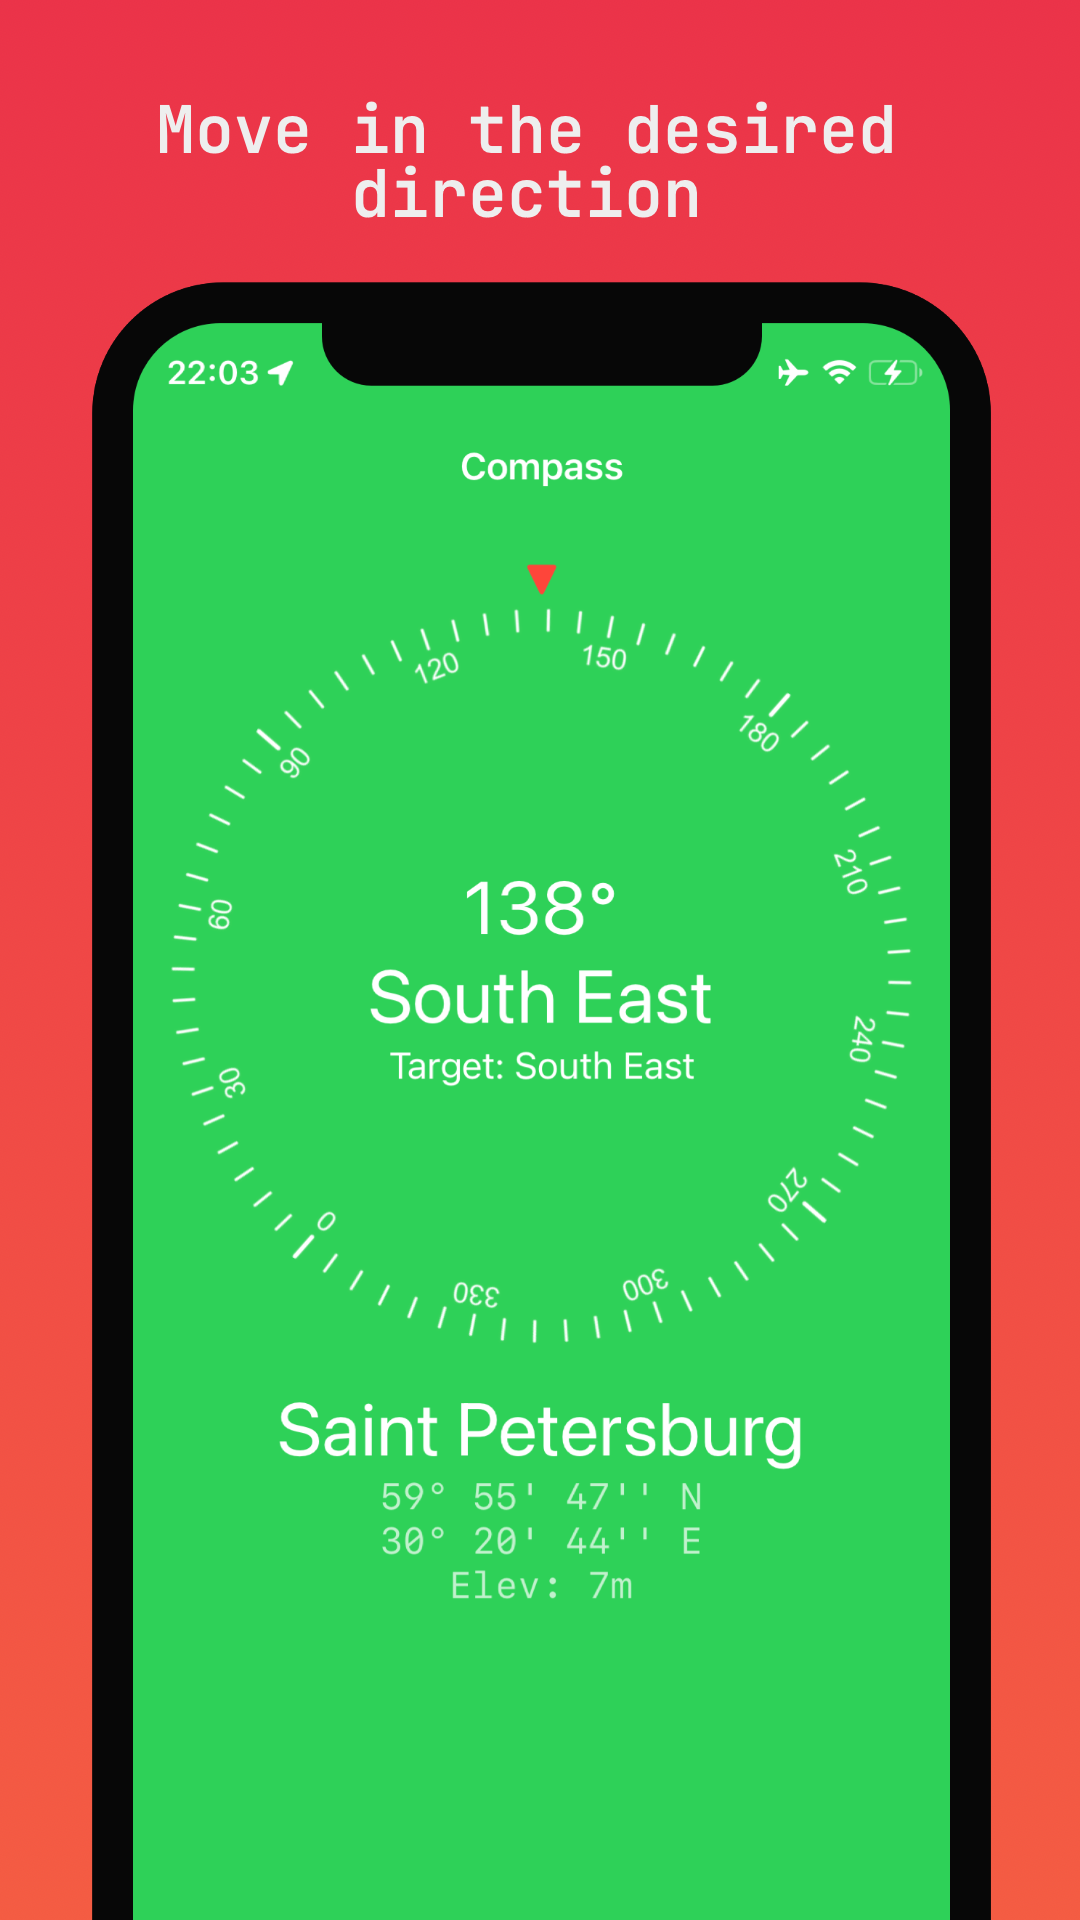 Move in the desired
direction
22:03
Compass
120
150
90
180
210
60
138°
South East
Target: South East
240
30
270
0
300
330
Saint Petersburg
59° 55' 47'' N
30° 20' 44'' E
Elev: 7m